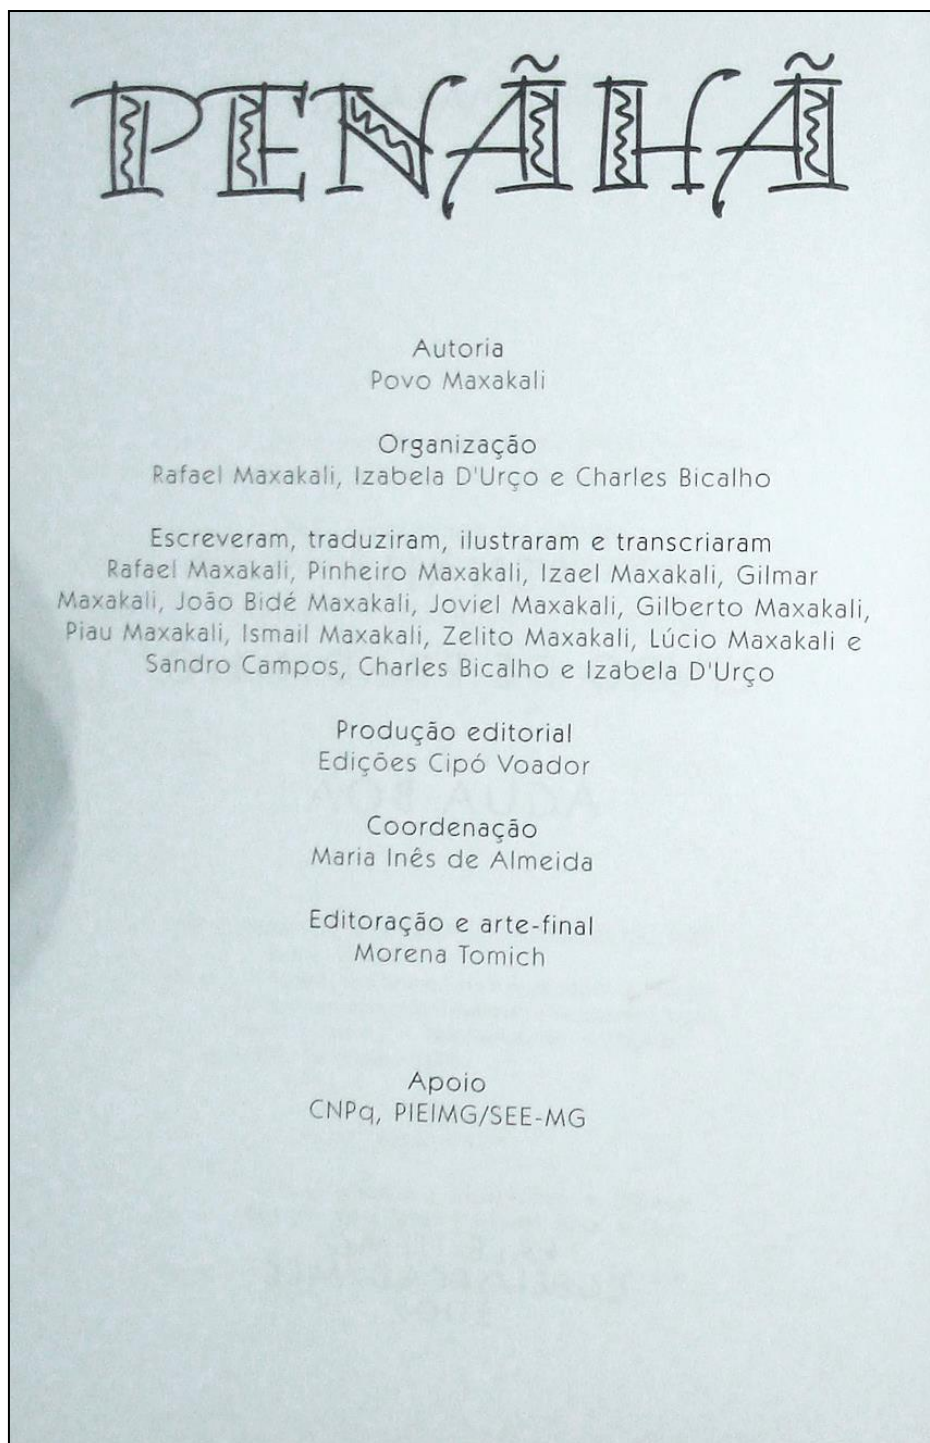 PENÃHÃ
Autoria
Povo Maxakali
Organização
Rafael Maxakali, Izabela D'Urço e Charles Bicalho
Escreveram, traduziram, ilustraram e transcriaram
Rafael Maxakali, Pinheiro Maxakali, Izael Maxakali, Gilmar
Maxakali, João Bidé Maxakali, Joviel Maxakali, Gilberto Maxakali,
Piau Maxakali, Ismail Maxakali, Zelito Maxakali, Lúcio Maxakali e
Sandro Campos, Charles Bicalho e Izabela D'Urço
Produção editorial
Edições Cipó Voador
Coordenação
Maria Inês de Almeida
Editoração e arte-final
Morena Tomich
Apoio
CNPq, PIEIMG/SEE-MG